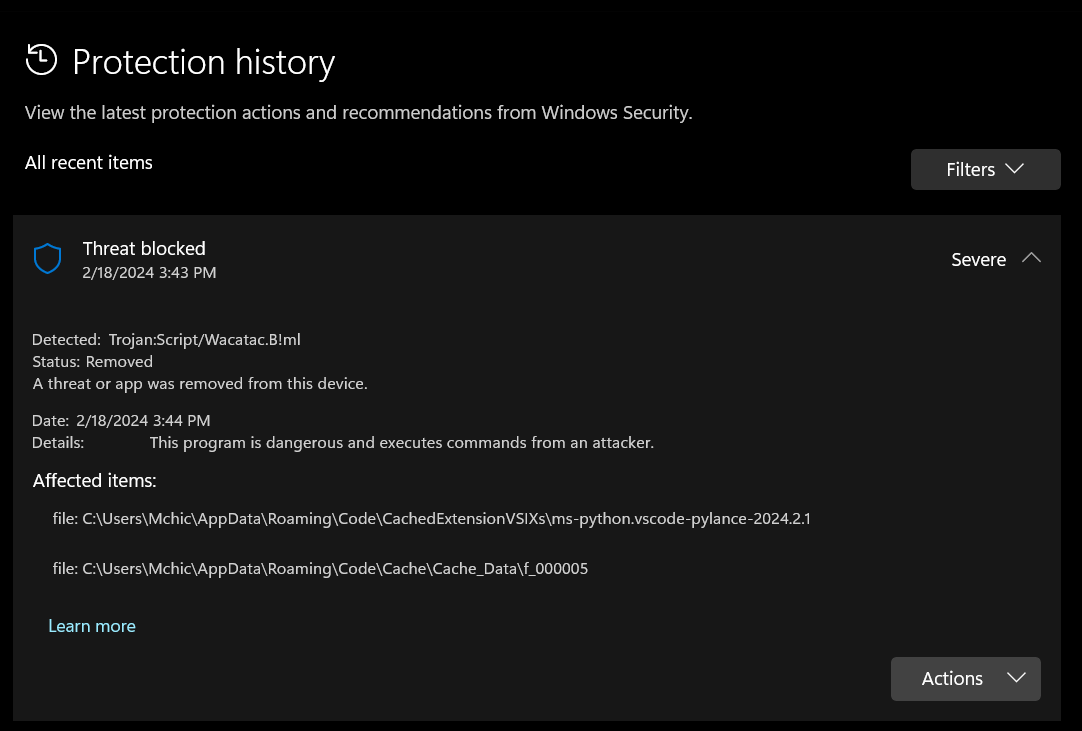 Protection history
View the latest protection actions and recommendations from Windows Security.
All recent items
Filters
Threat blocked
2/18/2024 3:43 PM
Severe
Detected: Trojan:Script/Wacatac.B!ml
Status: Removed
A threat or app was removed from this device.
Date: 2/18/2024 3:44 PM
Details: This program is dangerous and executes commands from an attacker.
Affected items:
file: C:\Users\Mchic\AppData\Roaming\Code\CachedExtensionVSIXs\ms-python.vscode-pylance-2024.2.1
file: C:\Users\Mchic\AppData\Roaming\Code\Cache\Cache_Data\f_000005
Learn more
Actions